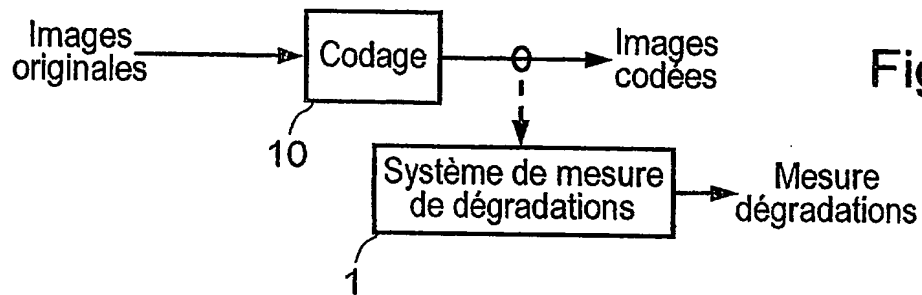 Images
originales
Codage
Images
codées
Fig
10
Système de mesure
de dégradations
Mesure
dégradations
1